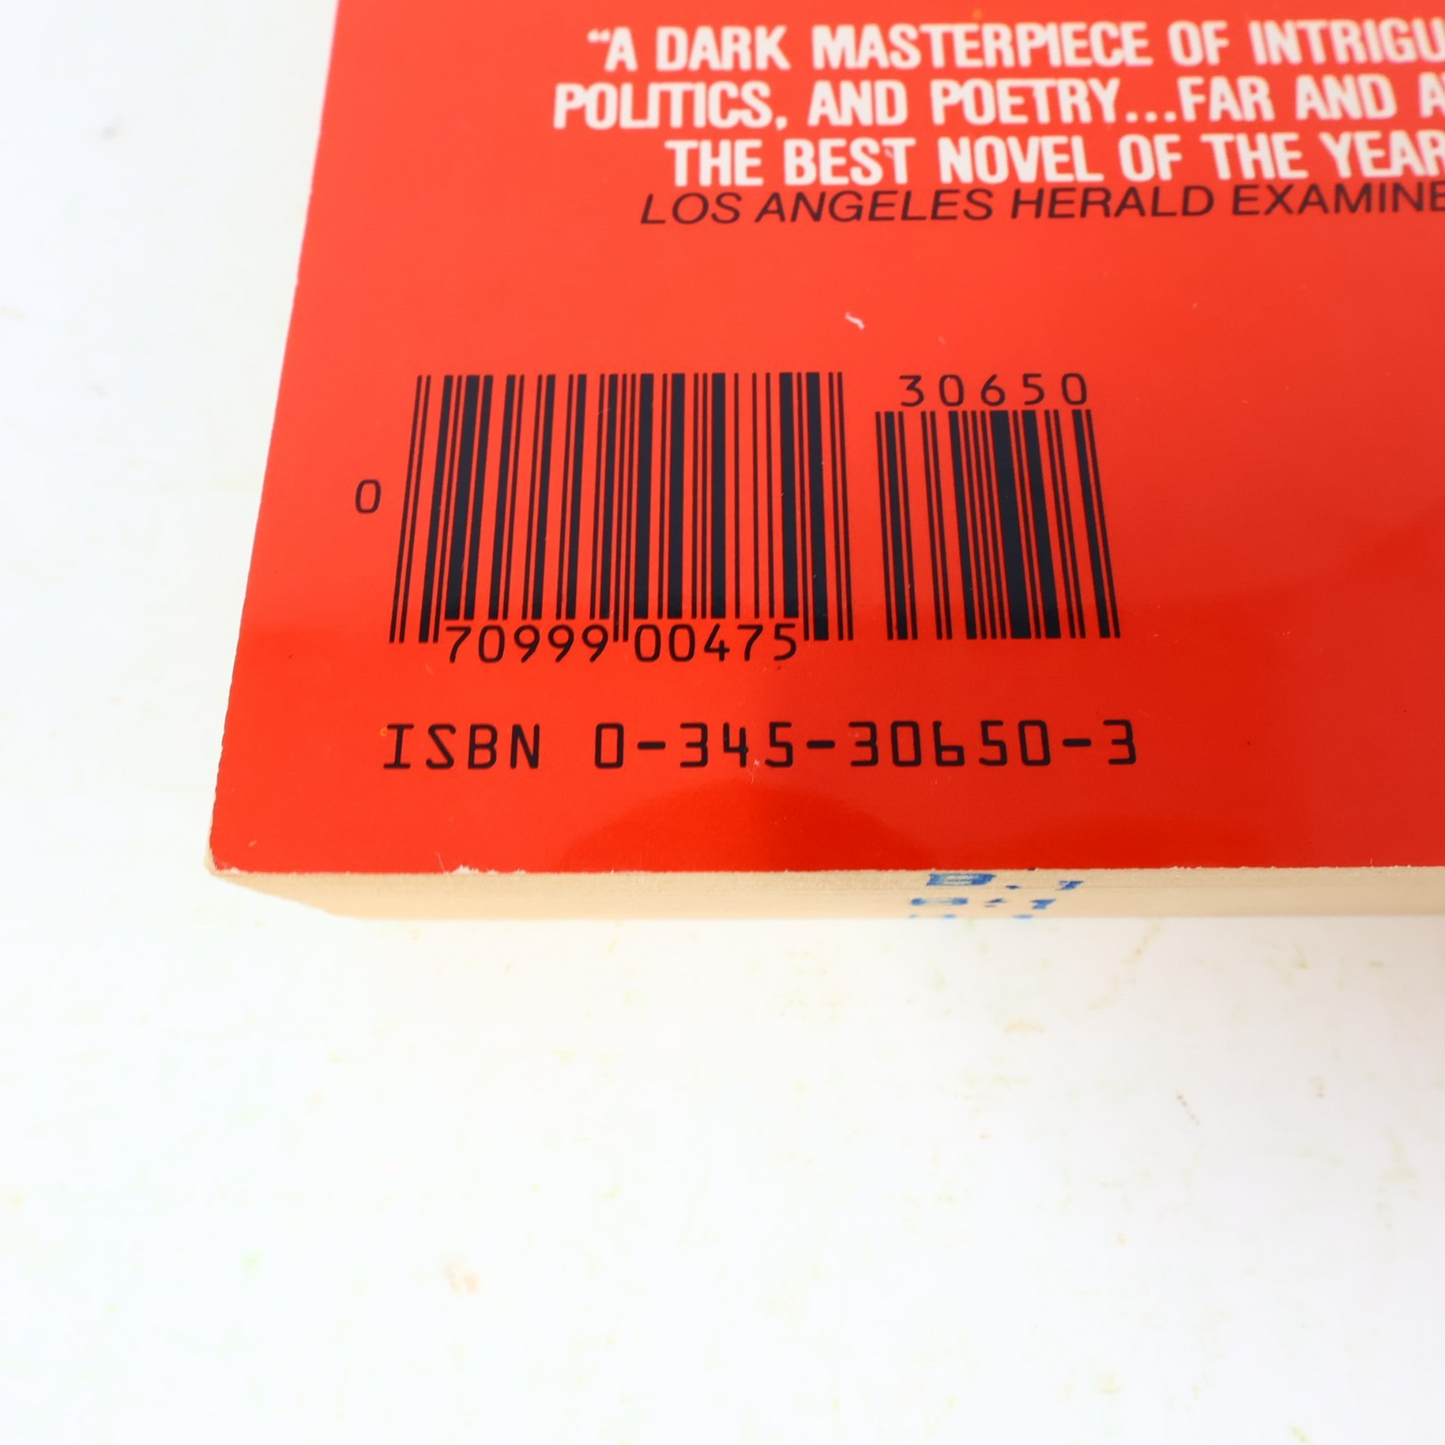 “A DARK MASTERPIECE OF INTRIGU
POLITICS, AND POETRY...FAR AND A
THE BEST NOVEL OF THE YEAR
LOS ANGELES HERALD EXAMINE
30650
0
70999 00475
ISBN 0-345-30650-3